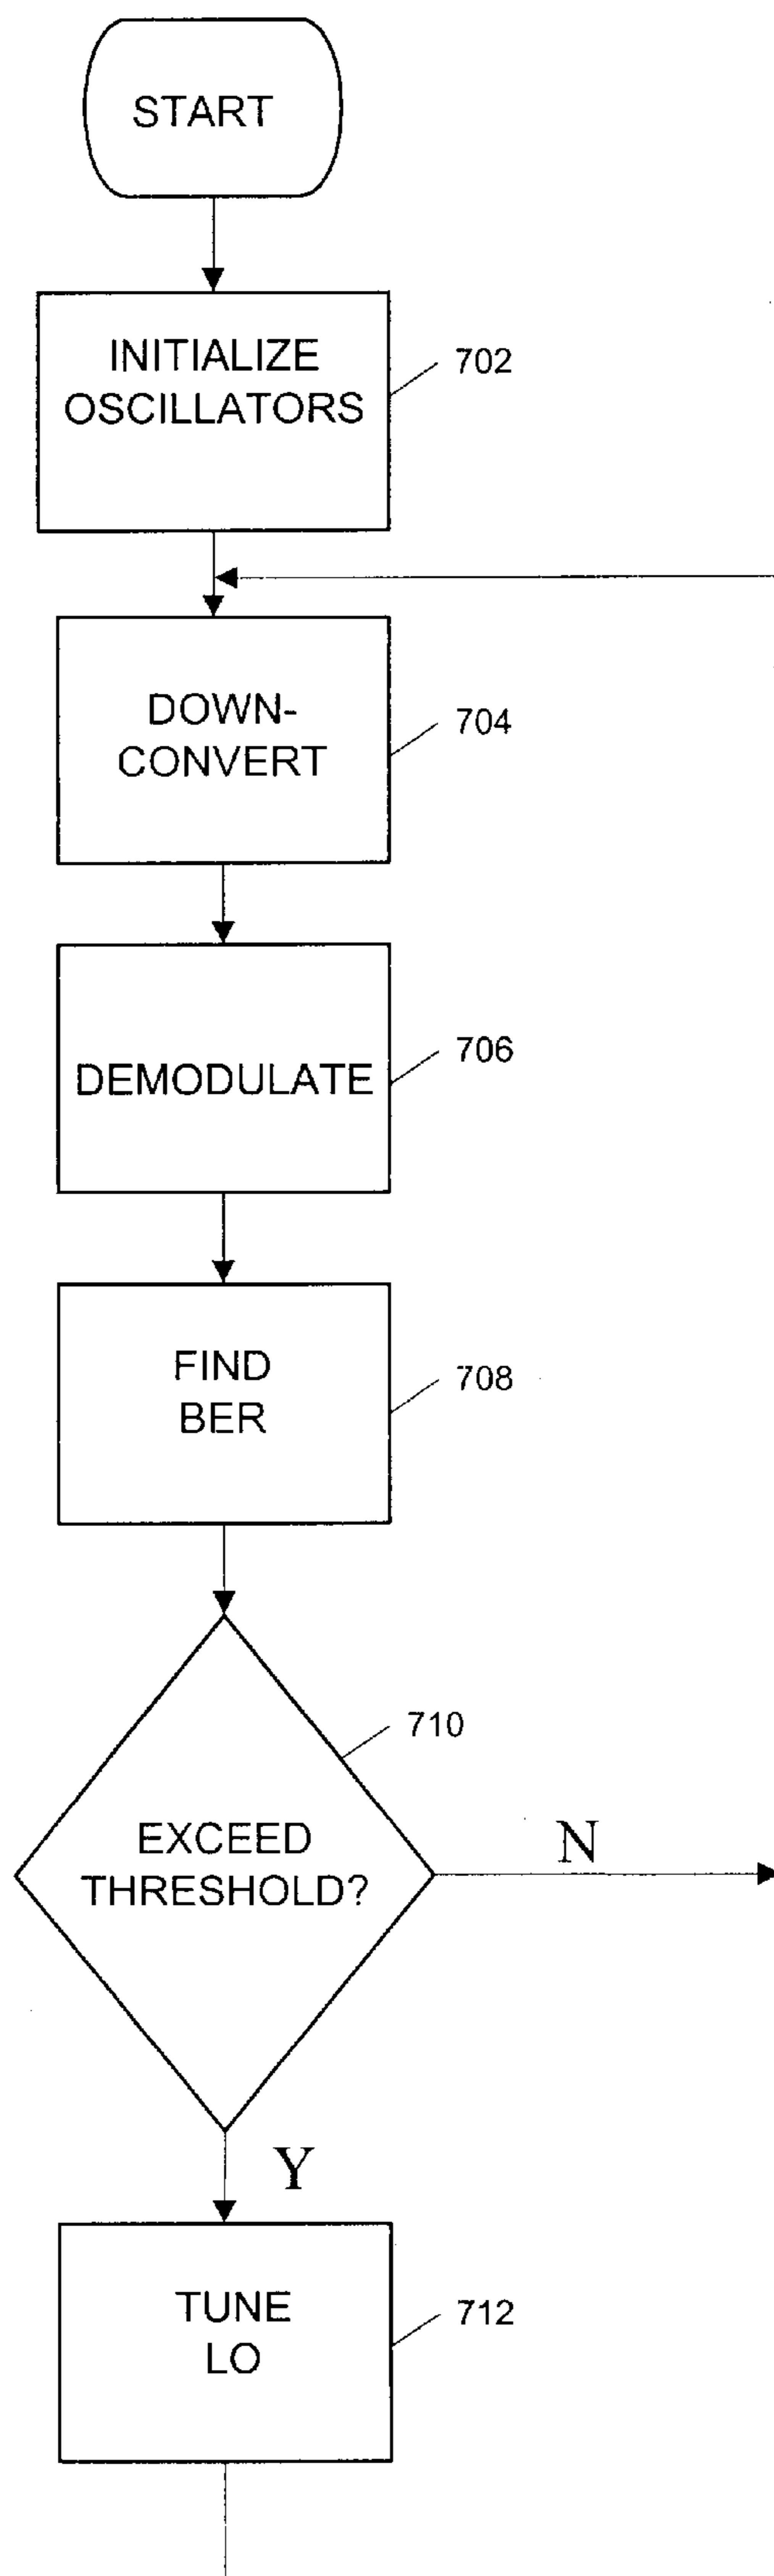 START
INITIALIZE
OSCILLATORS
702
DOWN-
CONVERT
704
DEMODULATE
706
FIND
BER
708
710
EXCEED
THRESHOLD?
N
Y
TUNE
LO
712